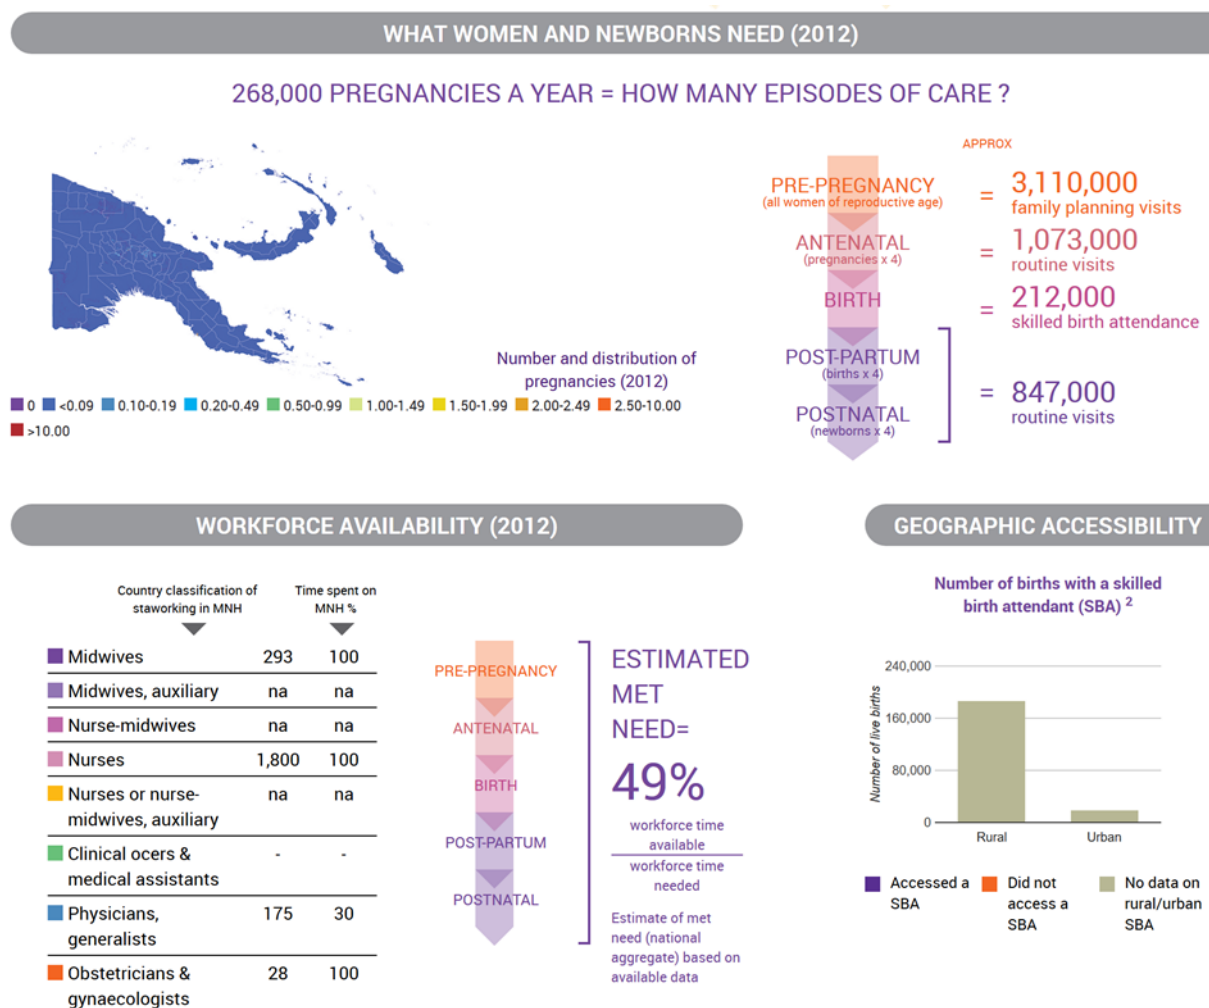 WHAT WOMEN AND NEWBORNS NEED (2012)
268,000 PREGNANCIES A YEAR = HOW MANY EPISODES OF CARE ?
APPROX
PRE-PREGNANCY
(all women of reproductive age)
= 3,110,000
family planning visits
ANTENATAL
(pregnancies x 4)
= 1,073,000
routine visits
BIRTH
= 212,000
skilled birth attendance
POST-PARTUM
(births x 4)
POSTNATAL
(newborns x 4)
= 847,000
routine visits
Number and distribution of
pregnancies (2012)
0 <0.09 0.10-0.19 0.20-0.49 0.50-0.99 1.00-1.49 1.50-1.99 2.00-2.49 2.50-10.00
>10.00
WORKFORCE AVAILABILITY (2012)
Country classification of
staworking in MNH
Time spent on
MNH %
Midwives 293 100
Midwives, auxiliary na na
Nurse-midwives na na
Nurses 1,800 100
Nurses or nurse-
midwives, auxiliary
na na
Clinical ocers &
medical assistants
- -
Physicians,
generalists
175 30
Obstetricians &
gynaecologists
28 100
PRE-PREGNANCY
ANTENATAL
BIRTH
POST-PARTUM
POSTNATAL
ESTIMATED
MET
NEED=
49%
workforce time
available
workforce time
needed
Estimate of met
need (national
aggregate) based on
available data
GEOGRAPHIC ACCESSIBILITY
Number of births with a skilled
birth attendant (SBA) 2
Number of live births
240,000
160,000
80,000
0
Rural Urban
Accessed a
SBA
Did not
access a
SBA
No data on
rural/urban
SBA